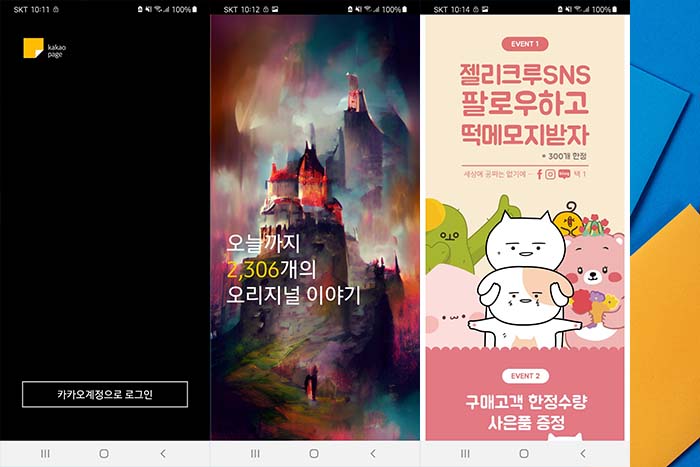 SKT 10:11
100%
kakao
page
카카오계정으로 로그인
SKT 10:12
100%
오늘까지
2,306개의
오리지널 이야기
SKT 10:14
100%
EVENT 1
젤리크루SNS
팔로우하고
떡메모지받자
* 300개 한정
세상에 공짜는 없기에 … f blog 택 1
EVENT 2
구매고객 한정수량
사은품 증정